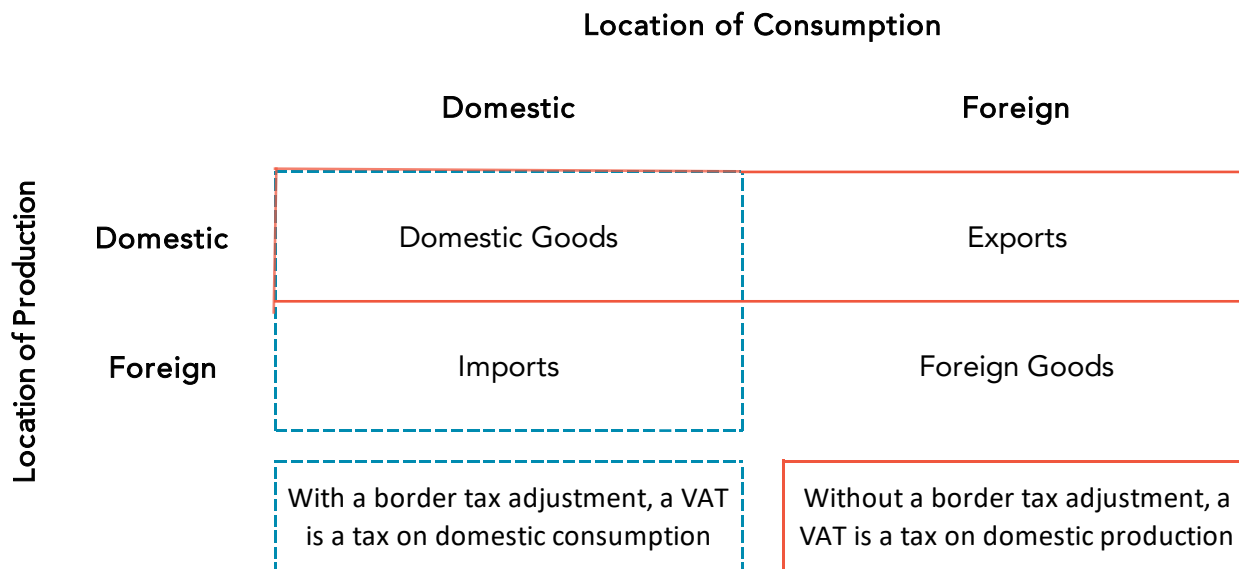 Location of Consumption
Domestic
Foreign
Location of Production
Domestic
Domestic Goods
Exports
Foreign
Imports
Foreign Goods
With a border tax adjustment, a VAT
is a tax on domestic consumption
Without a border tax adjustment, a
VAT is a tax on domestic production